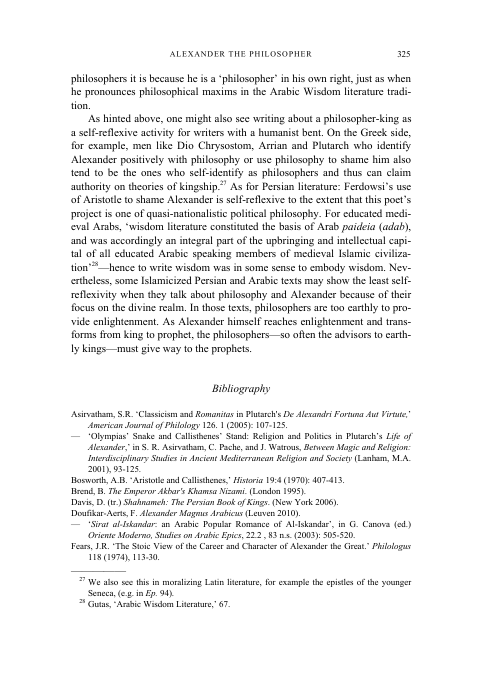 ALEXANDER THE PHILOSOPHER 325
philosophers it is because he is a ‘philosopher’ in his own right, just as when
he pronounces philosophical maxims in the Arabic Wisdom literature tradi-
tion.
As hinted above, one might also see writing about a philosopher-king as
a self-reflexive activity for writers with a humanist bent. On the Greek side,
for example, men like Dio Chrysostom, Arrian and Plutarch who identify
Alexander positively with philosophy or use philosophy to shame him also
tend to be the ones who self-identify as philosophers and thus can claim
authority on theories of kingship.27 As for Persian literature: Ferdowsi’s use
of Aristotle to shame Alexander is self-reflexive to the extent that this poet’s
project is one of quasi-nationalistic political philosophy. For educated medi-
eval Arabs, ‘wisdom literature constituted the basis of Arab paideia (adab),
and was accordingly an integral part of the upbringing and intellectual capi-
tal of all educated Arabic speaking members of medieval Islamic civiliza-
tion’28—hence to write wisdom was in some sense to embody wisdom. Nev-
ertheless, some Islamicized Persian and Arabic texts may show the least self-
reflexivity when they talk about philosophy and Alexander because of their
focus on the divine realm. In those texts, philosophers are too earthly to pro-
vide enlightenment. As Alexander himself reaches enlightenment and trans-
forms from king to prophet, the philosophers—so often the advisors to earth-
ly kings—must give way to the prophets.
Bibliography
Asirvatham, S.R. ‘Classicism and Romanitas in Plutarch's De Alexandri Fortuna Aut Virtute,’
American Journal of Philology 126. 1 (2005): 107-125.
— ‘Olympias’ Snake and Callisthenes’ Stand: Religion and Politics in Plutarch’s Life of
Alexander,’ in S. R. Asirvatham, C. Pache, and J. Watrous, Between Magic and Religion:
Interdisciplinary Studies in Ancient Mediterranean Religion and Society (Lanham, M.A.
2001), 93-125.
Bosworth, A.B. ‘Aristotle and Callisthenes,’ Historia 19:4 (1970): 407-413.
Brend, B. The Emperor Akbar's Khamsa Nizami. (London 1995).
Davis, D. (tr.) Shahnameh: The Persian Book of Kings. (New York 2006).
Doufikar-Aerts, F. Alexander Magnus Arabicus (Leuven 2010).
— ‘Sirat al-Iskandar: an Arabic Popular Romance of Al-Iskandar’, in G. Canova (ed.)
Oriente Moderno, Studies on Arabic Epics, 22.2 , 83 n.s. (2003): 505-520.
Fears, J.R. ‘The Stoic View of the Career and Character of Alexander the Great.’ Philologus
118 (1974), 113-30.
27 We also see this in moralizing Latin literature, for example the epistles of the younger
Seneca, (e.g. in Ep. 94).
28 Gutas, ‘Arabic Wisdom Literature,’ 67.